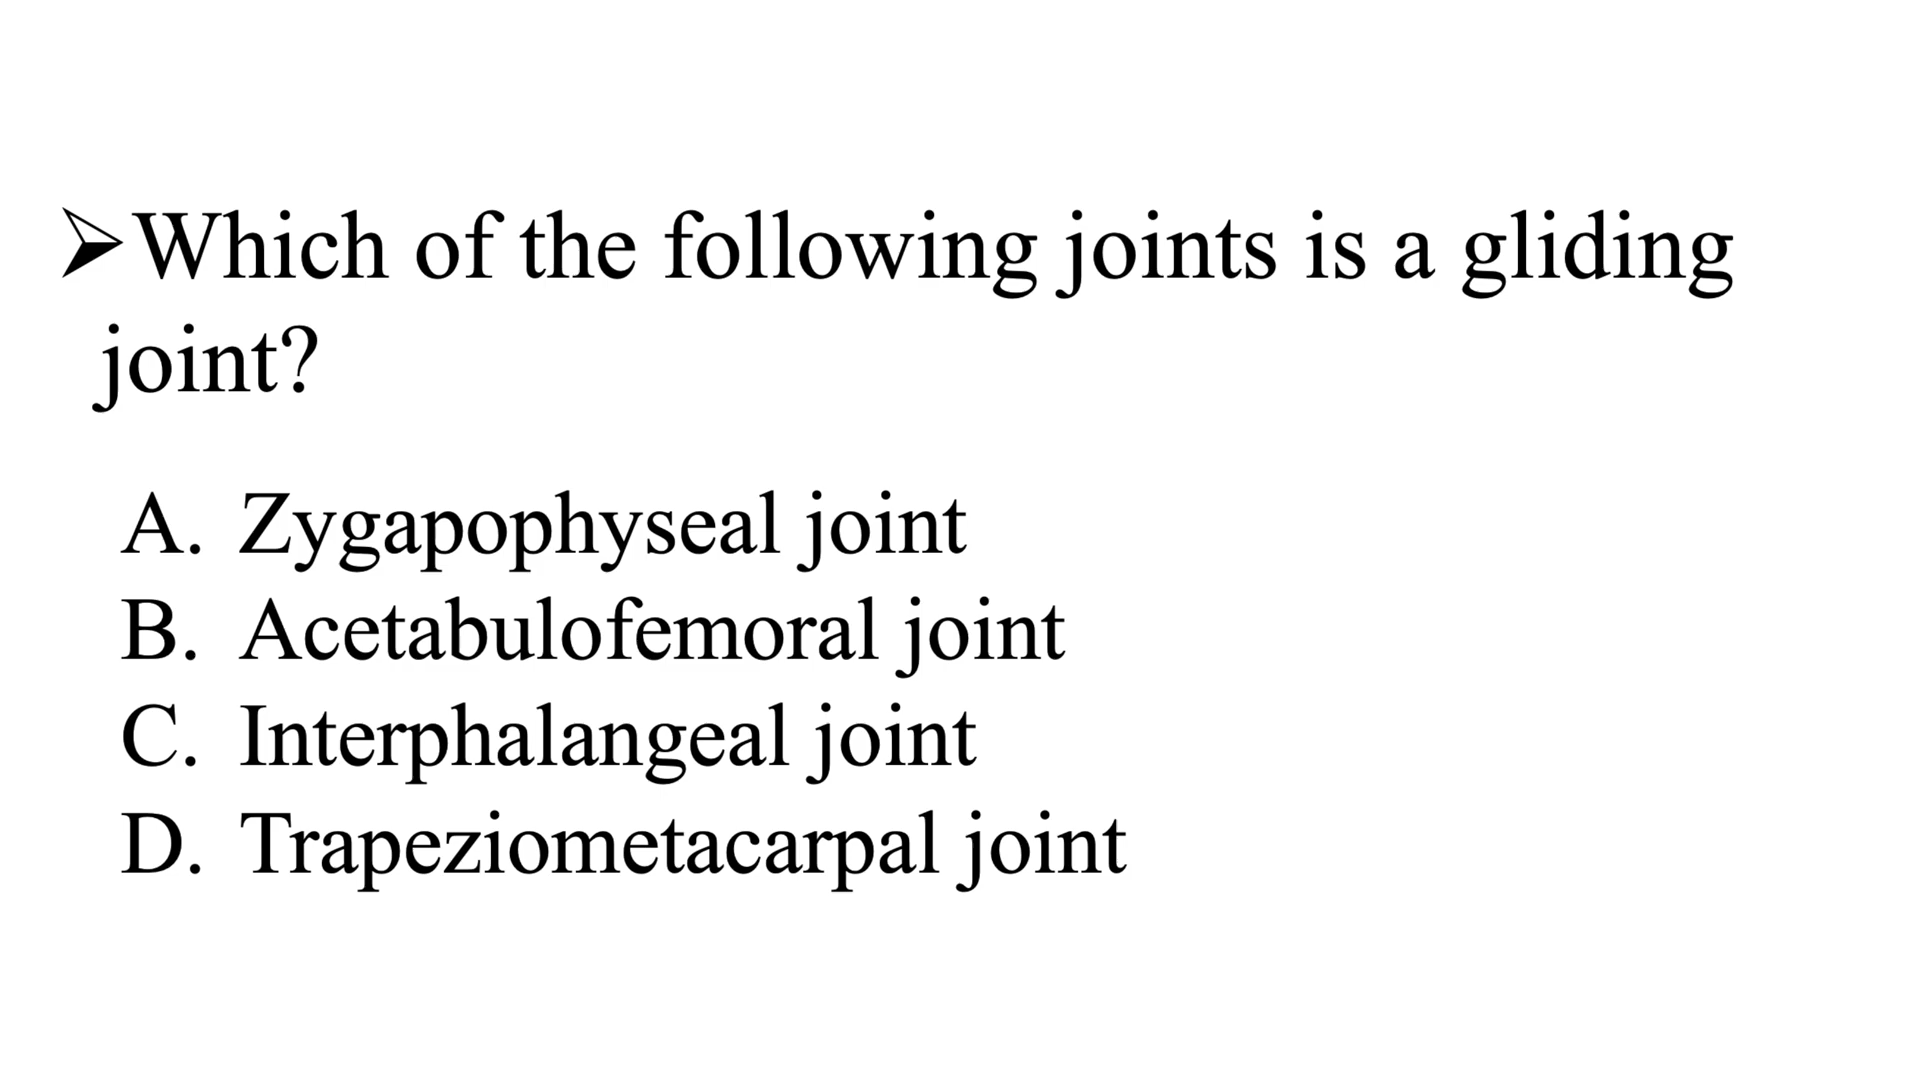 ➢Which of the following joints is a gliding
joint?
A. Zygapophyseal joint
B. Acetabulofemoral joint
C. Interphalangeal joint
D. Trapeziometacarpal joint